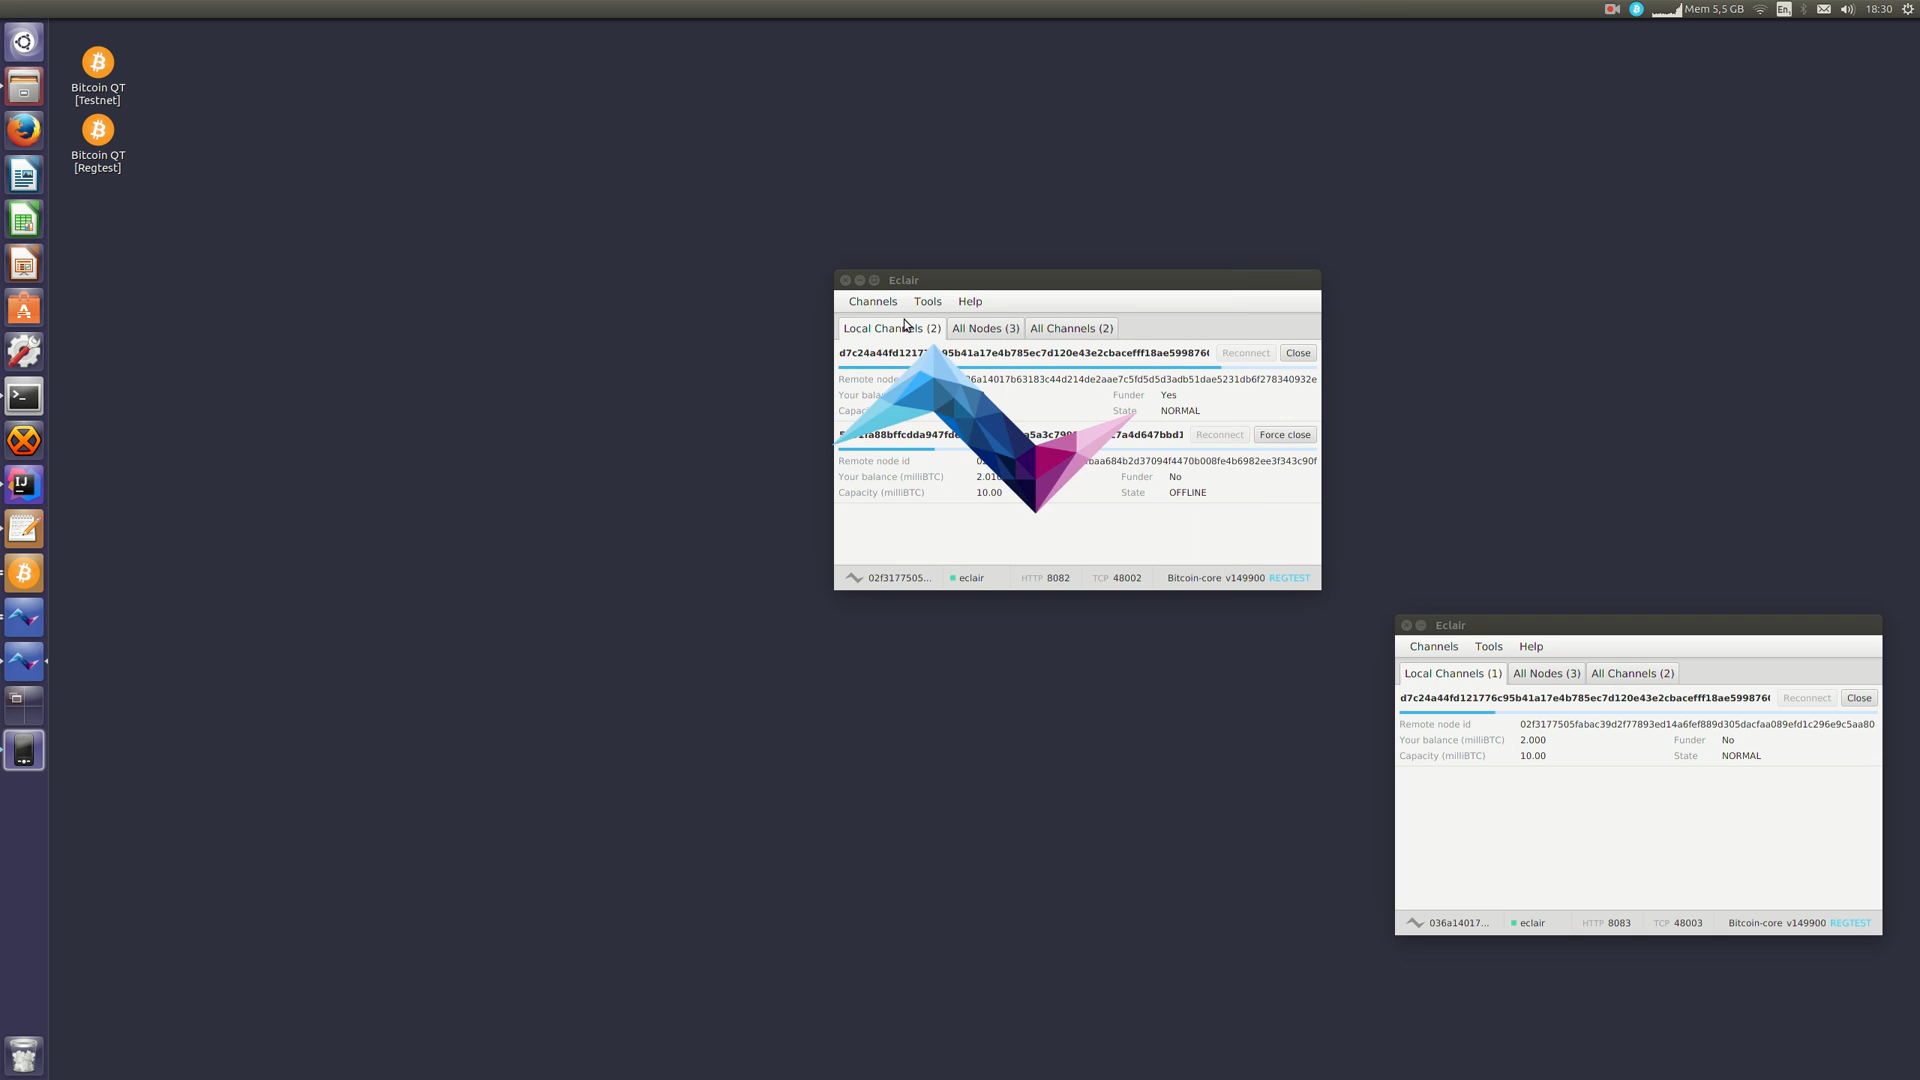 Mem 5,5 GB
En
18:30
Bitcoin QT
[Testnet]
Bitcoin QT
[Regtest]
Eclair
Channels Tools Help
Local Channels (2) All Nodes (3) All Channels (2)
Reconnect Close
Remote node
Funder Yes
State NORMAL
Reconnect Force close
Remote node id
Your balance (milliBTC) Funder No
Capacity (milliBTC) 10.00 State OFFLINE
02f3177505... eclair HTTP 8082 TCP 48002 Bitcoin-core v149900 REGTEST
Eclair
Channels Tools Help
Local Channels (1) All Nodes (3) All Channels (2)
d7c24a44fd121776c95b41a17e4b785ec7d120e43e2cbacefff18ae5998760 Reconnect Close
Remote node id 02f3177505fabac39d2f77893ed14a6fef889d305dacfaa089efd1c296e9c5aa80
Your balance (milliBTC) 2.000 Funder No
Capacity (milliBTC) 10.00 State NORMAL
036a14017... eclair HTTP 8083 TCP 48003 Bitcoin-core v149900 REGTEST